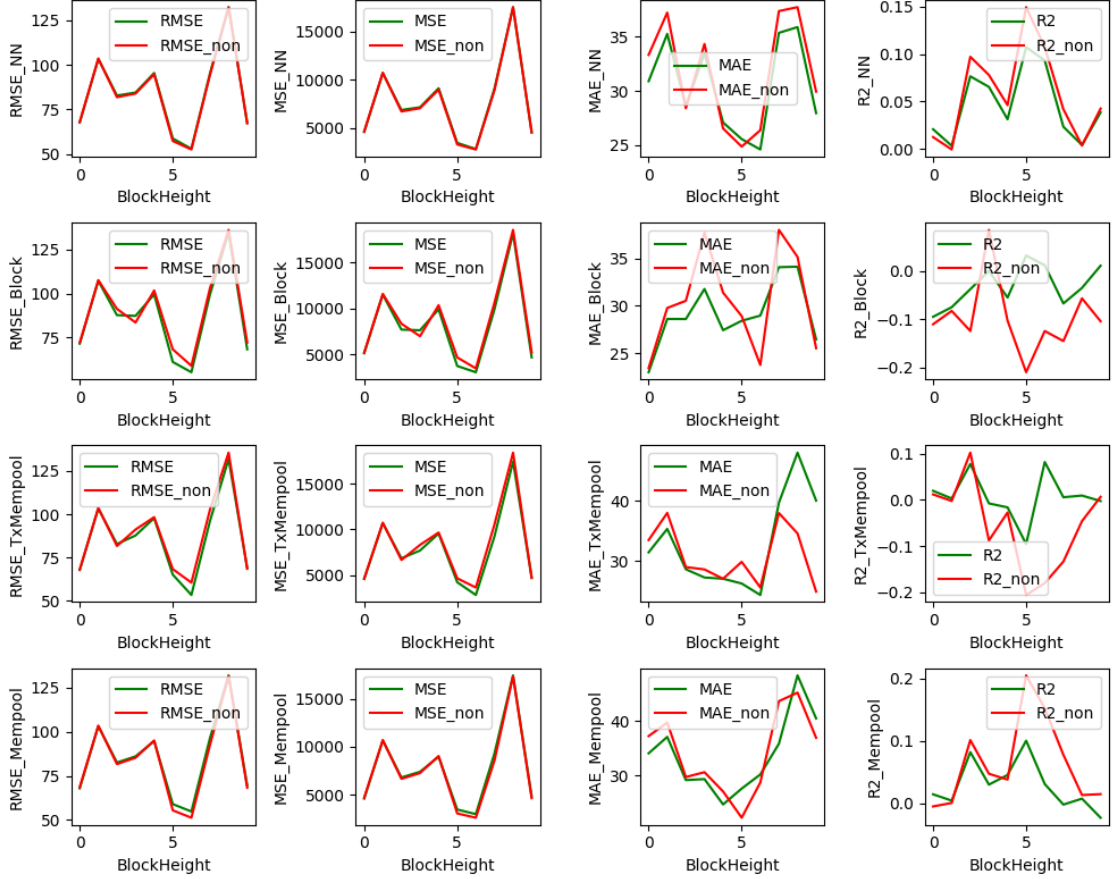 125
100
75
50
RMSE_NN
RMSE
RMSE_non
0
5
BlockHeight
15000
10000
5000
MSE_NN
MSE
MSE_non
0
5
BlockHeight
35
30
25
MAE_NN
MAE
MAE_non
0
5
BlockHeight
0.15
0.10
0.05
0.00
R2_NN
R2
R2_non
0
5
BlockHeight
125
100
75
RMSE_Block
RMSE
RMSE_non
0
5
BlockHeight
15000
10000
5000
MSE_Block
MSE
MSE_non
0
5
BlockHeight
35
30
25
MAE_Block
MAE
MAE_non
0
5
BlockHeight
0.0
−0.1
−0.2
R2_Block
R2
R2_non
0
5
BlockHeight
125
100
75
50
RMSE_TxMempool
RMSE
RMSE_non
0
5
BlockHeight
15000
10000
5000
MSE_TxMempool
MSE
MSE_non
0
5
BlockHeight
40
30
MAE_TxMempool
MAE
MAE_non
0
5
BlockHeight
0.1
0.0
−0.1
−0.2
R2_TxMempool
R2
R2_non
0
5
BlockHeight
125
100
75
50
RMSE_Mempool
RMSE
RMSE_non
0
5
BlockHeight
15000
10000
5000
MSE_Mempool
MSE
MSE_non
0
5
BlockHeight
40
30
MAE_Mempool
MAE
MAE_non
0
5
BlockHeight
0.2
0.1
0.0
R2_Mempool
R2
R2_non
0
5
BlockHeight